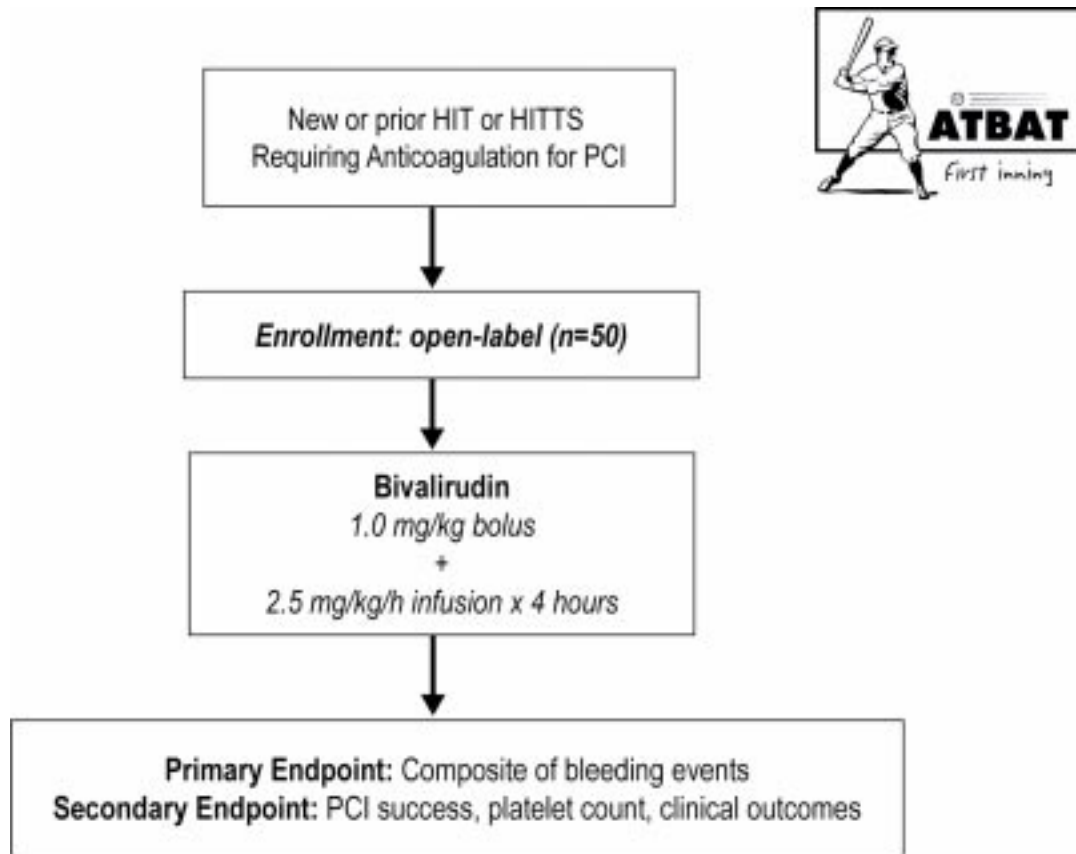 New or prior HIT or HITTS
Requiring Anticoagulation for PCI
ATBAT
First inning
Enrollment: open-label (n=50)
Bivalirudin
1.0 mg/kg bolus
+
2.5 mg/kg/h infusion x 4 hours
Primary Endpoint: Composite of bleeding events
Secondary Endpoint: PCI success, platelet count, clinical outcomes